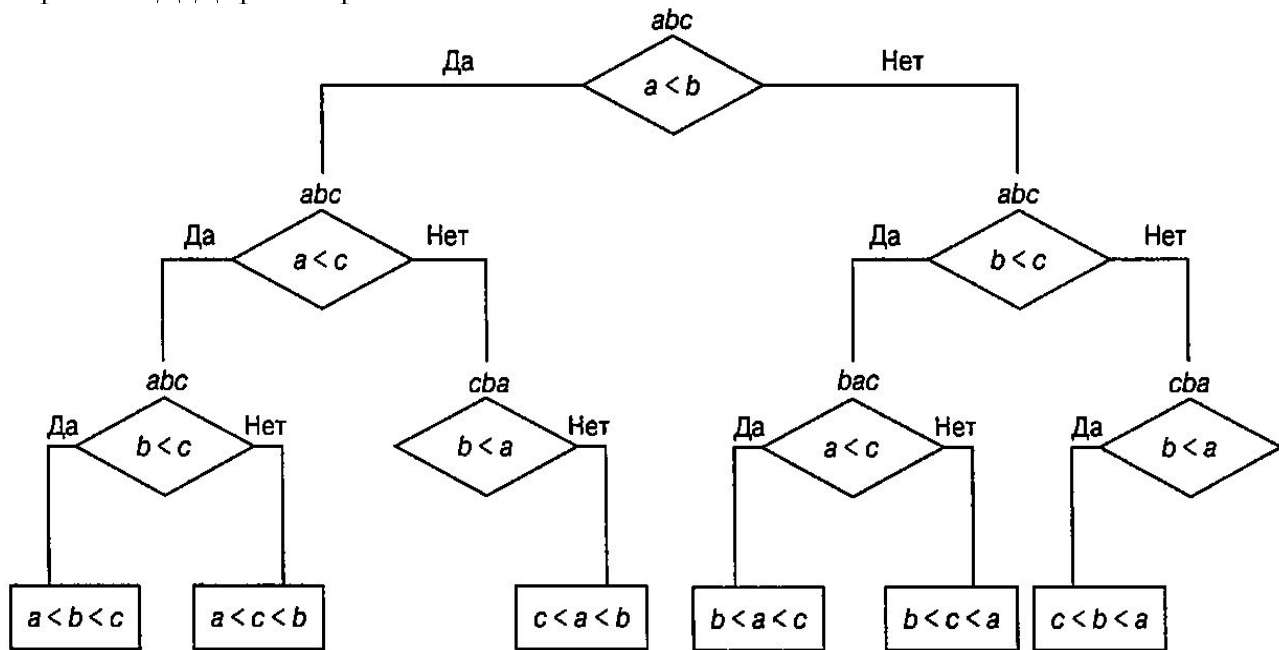 abc
Да
Нет
a < b
abc
abc
Да
Нет
Да
Нет
a < c
b < c
abc
cba
bac
cba
Да
Нет
Нет
Да
Нет
Да
b < c
b < a
a < c
b < a
a < b < c
a < c < b
c < a < b
b < a < c
b < c < a
c < b < a